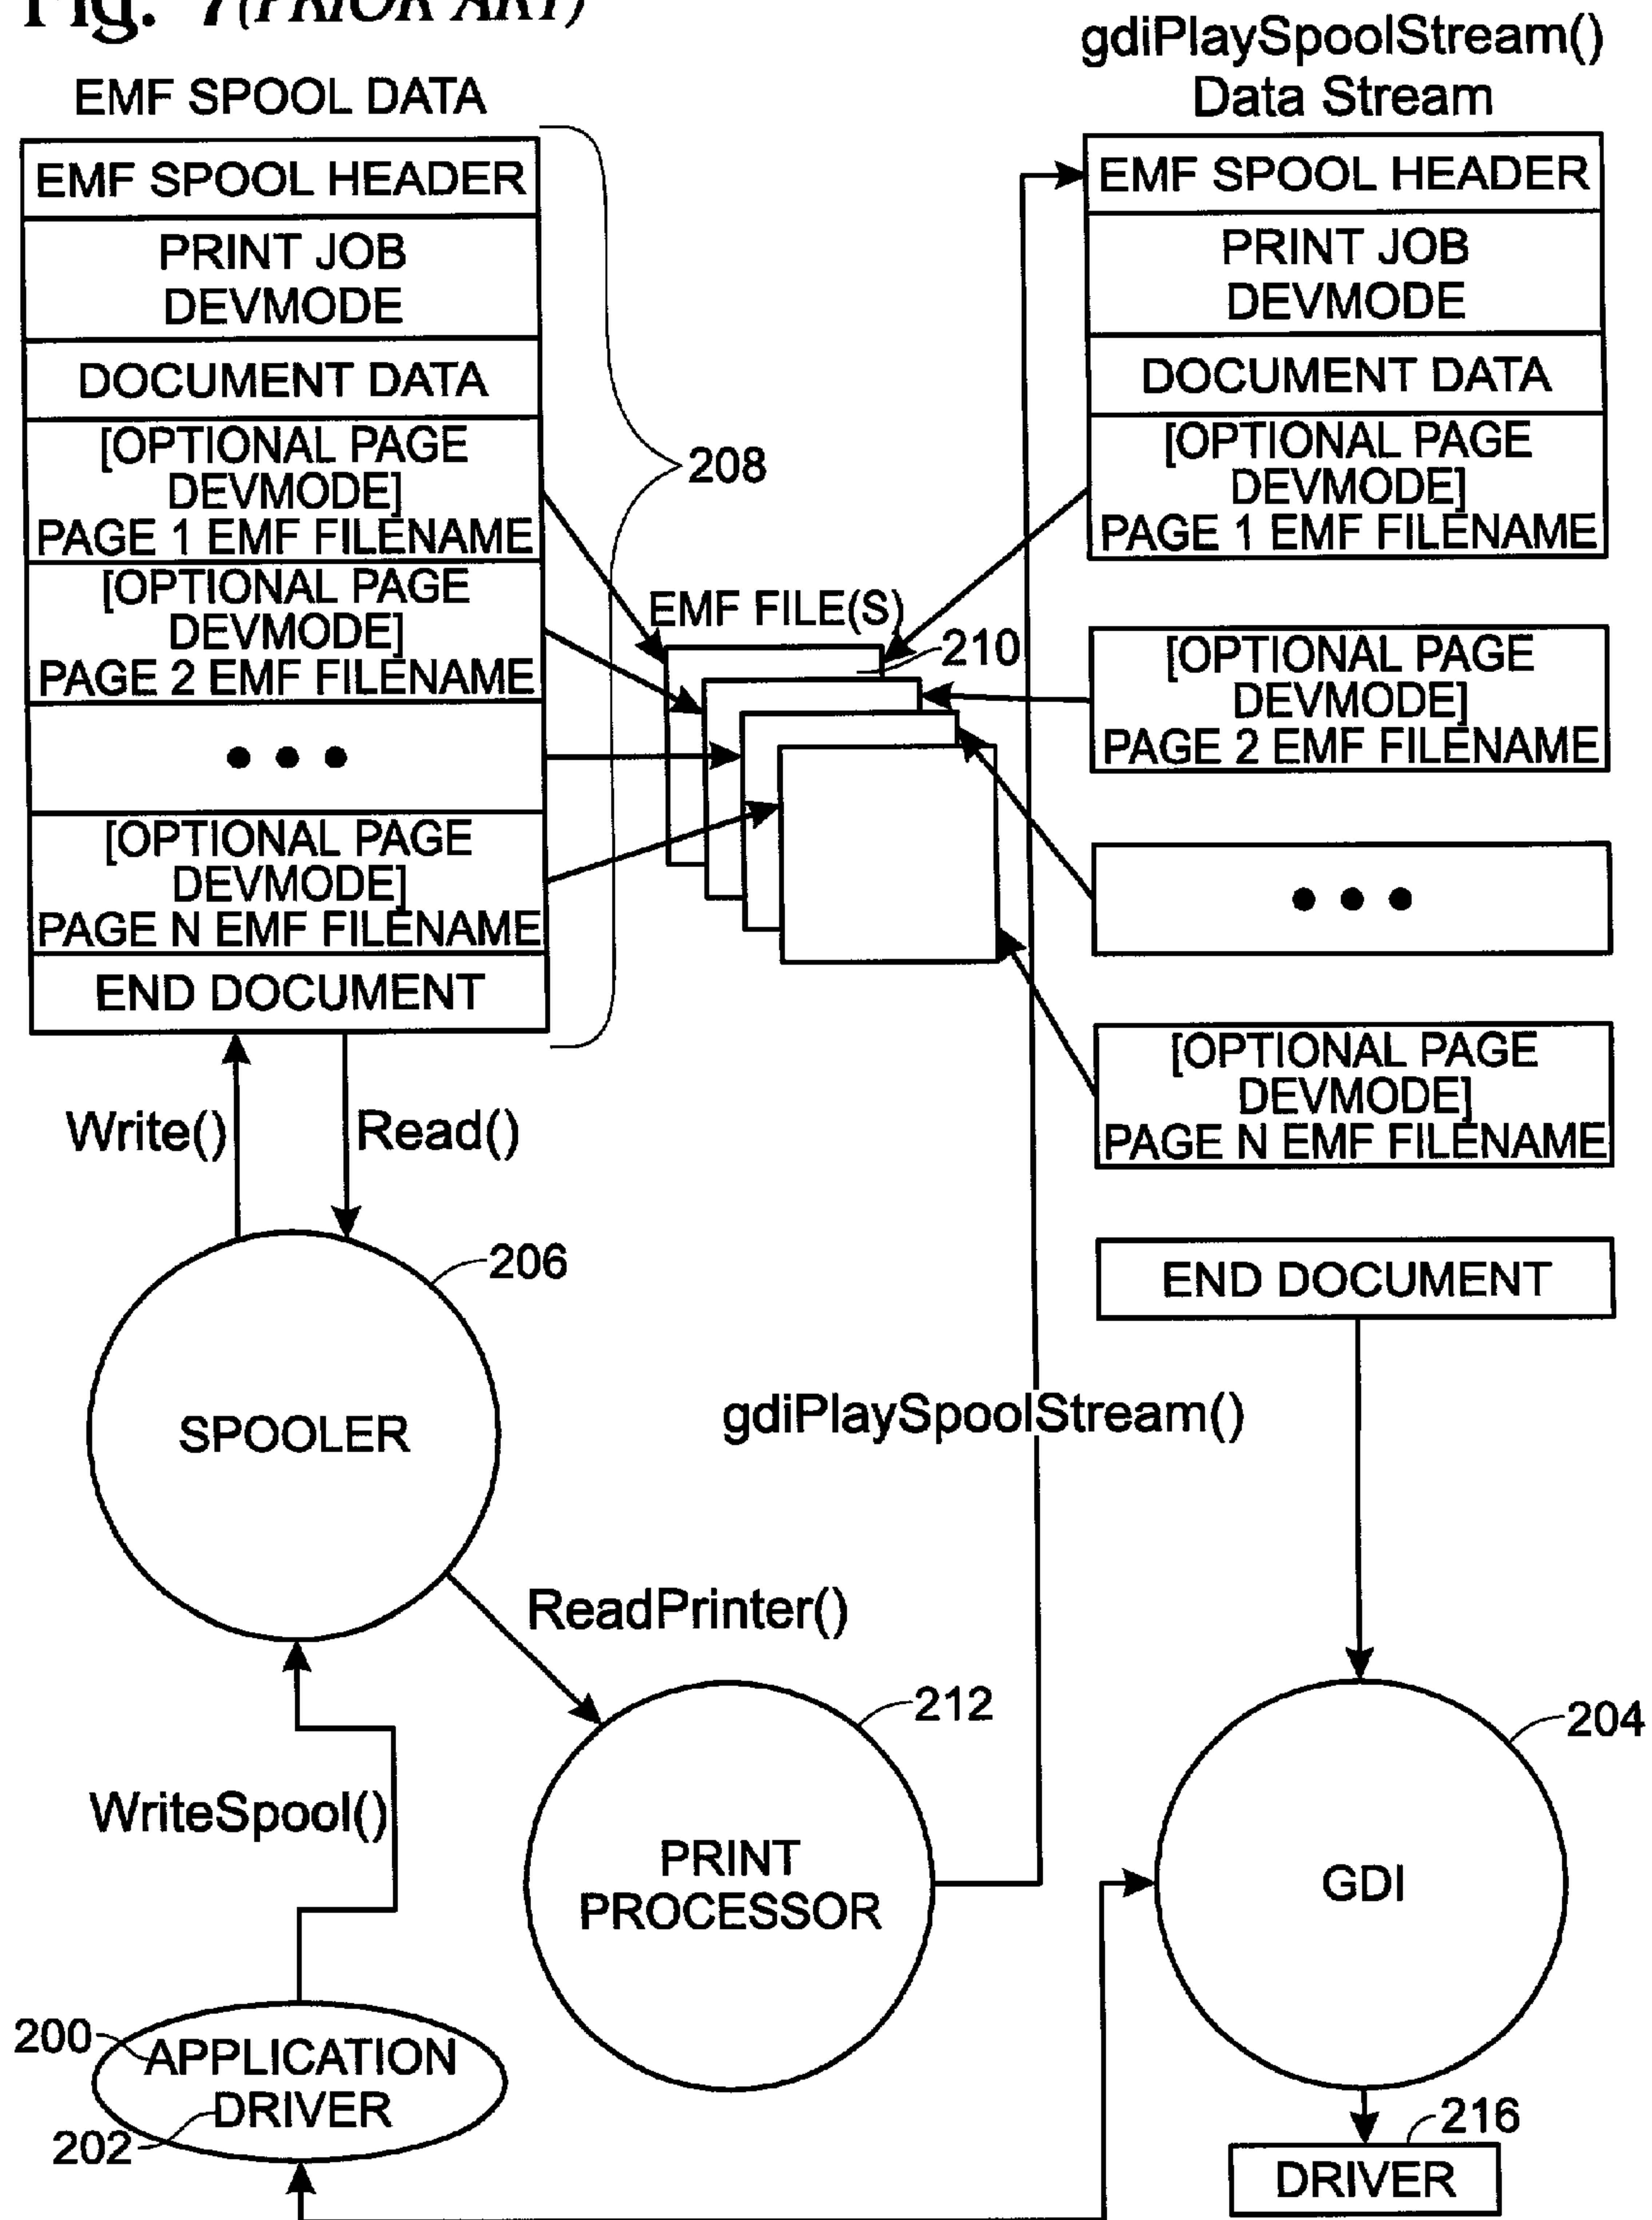 Fig. 7 (PRIOR ART)
EMF SPOOL DATA
EMF SPOOL HEADER
PRINT JOB
DEVMODE
DOCUMENT DATA
[OPTIONAL PAGE
DEVMODE]
PAGE 1 EMF FILENAME
[OPTIONAL PAGE
DEVMODE]
PAGE 2 EMF FILENAME
• • •
[OPTIONAL PAGE
DEVMODE]
PAGE N EMF FILENAME
END DOCUMENT
208
EMF FILE(S)
210
gdiPlaySpoolStream()
Data Stream
EMF SPOOL HEADER
PRINT JOB
DEVMODE
DOCUMENT DATA
[OPTIONAL PAGE
DEVMODE]
PAGE 1 EMF FILENAME
[OPTIONAL PAGE
DEVMODE]
PAGE 2 EMF FILENAME
• • •
[OPTIONAL PAGE
DEVMODE]
PAGE N EMF FILENAME
END DOCUMENT
Write()
Read()
206
SPOOLER
gdiPlaySpoolStream()
ReadPrinter()
212
204
WriteSpool()
PRINT
PROCESSOR
GDI
200
APPLICATION
DRIVER
202
216
DRIVER